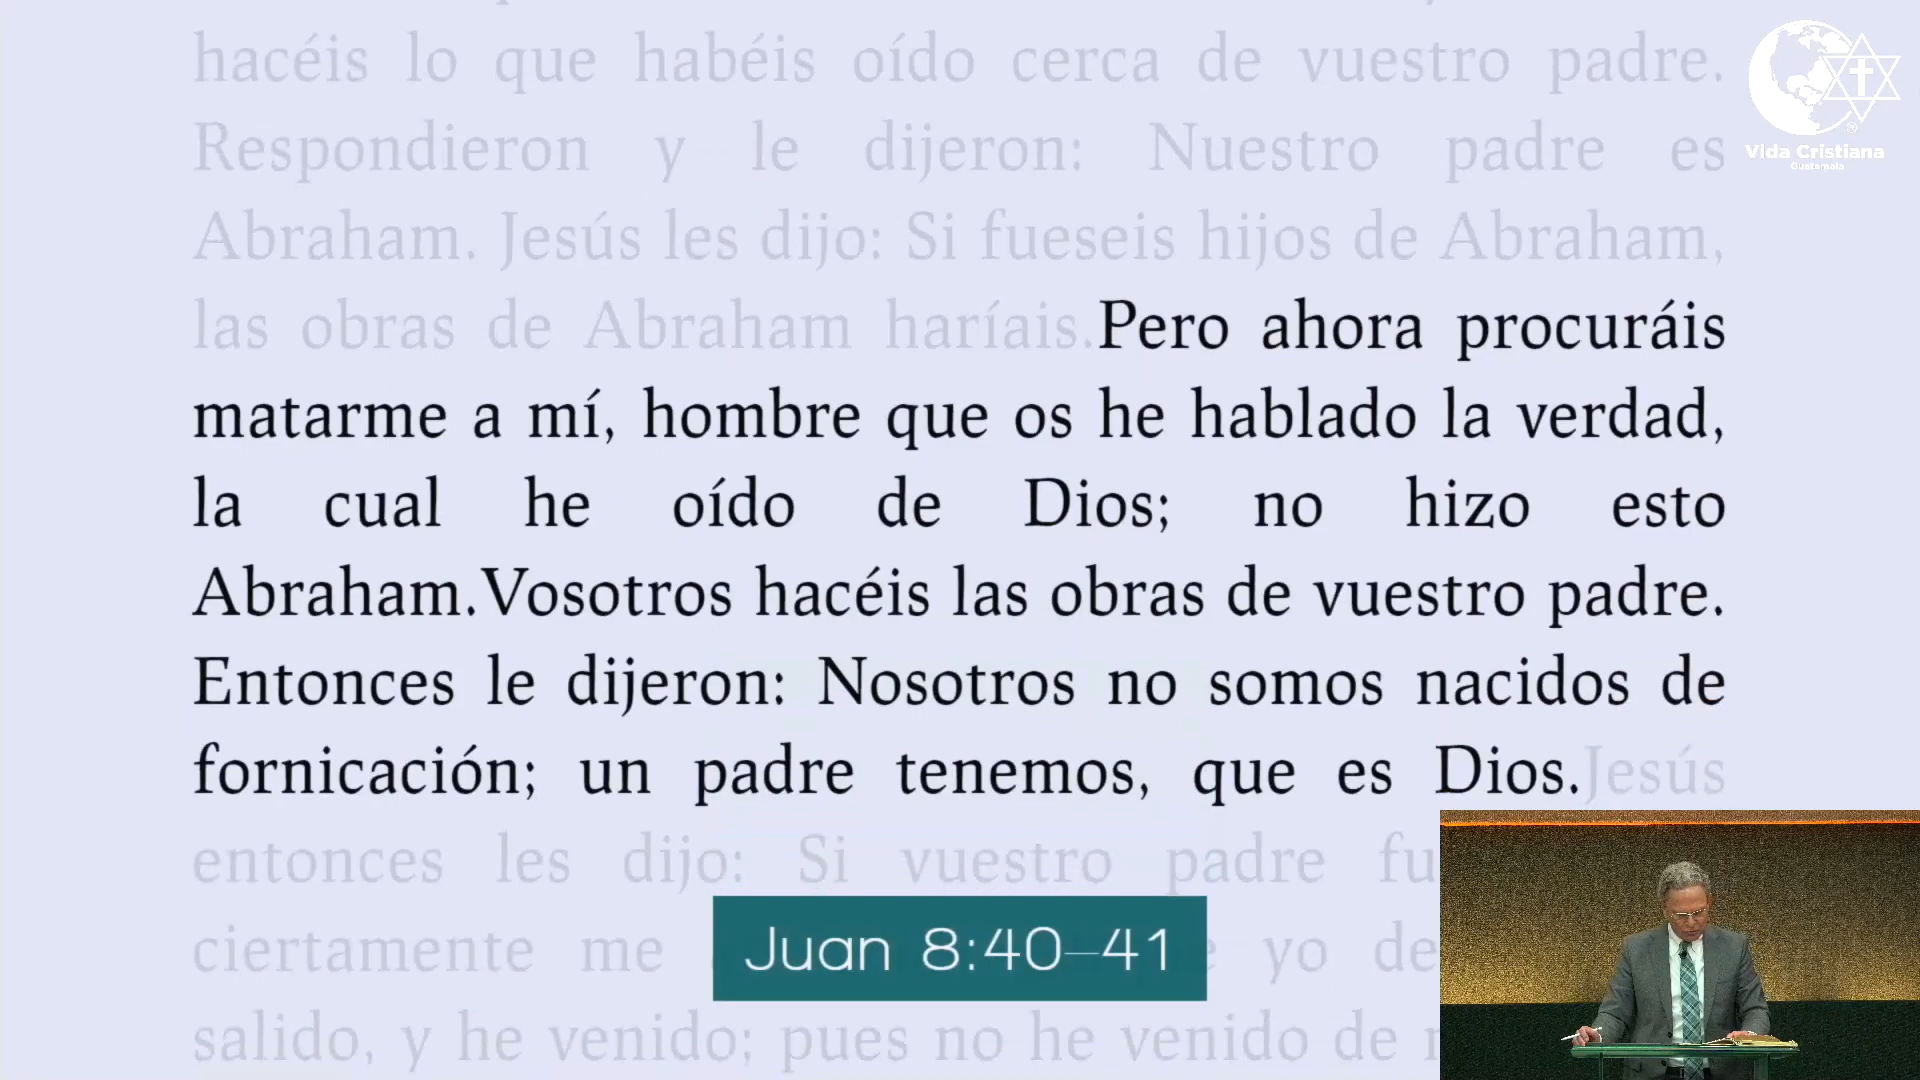 hacéis lo que habéis oído cerca de vuestro padre.
Respondieron y le dijeron: Nuestro padre es
Abraham. Jesús les dijo: Si fueseis hijos de Abraham,
las obras de Abraham haríais.Pero ahora procuráis
matarme a mí, hombre que os he hablado la verdad,
la cual he oído de Dios; no hizo esto
Abraham.Vosotros hacéis las obras de vuestro padre.
Entonces le dijeron: Nosotros no somos nacidos de
fornicación; un padre tenemos, que es Dios.Jesús
entonces les dijo: Si vuestro padre
ciertamente me yo
salido, y he venido; pues no he venido de
Juan 8:40–41
Vida Cristiana
Guatemala